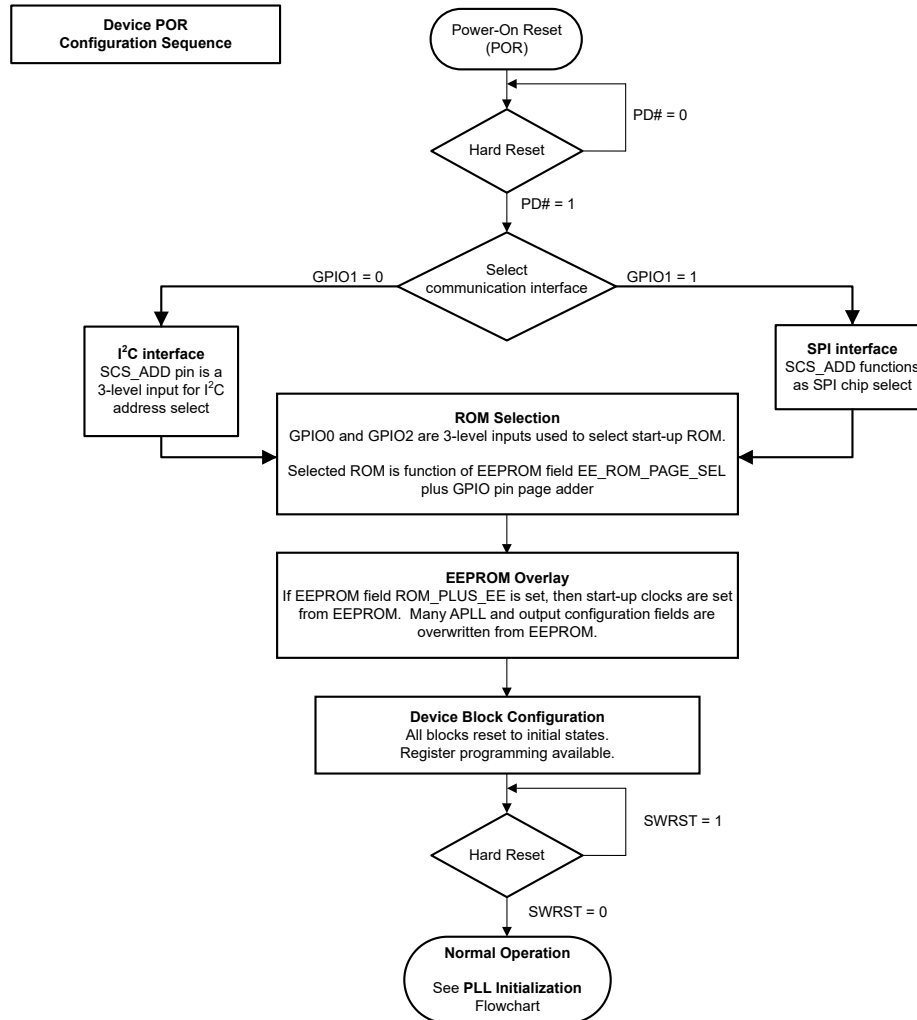 Device POR
Configuration Sequence
Power-On Reset
(POR)
PD# = 0
Hard Reset
PD# = 1
Select
communication interface
GPIO1 = 0
GPIO1 = 1
I²C interface
SCS_ADD pin is a
3-level input for I²C
address select
SPI interface
SCS_ADD functions
as SPI chip select
ROM Selection
GPIO0 and GPIO2 are 3-level inputs used to select start-up ROM.
Selected ROM is function of EEPROM field EE_ROM_PAGE_SEL
plus GPIO pin page adder
EEPROM Overlay
If EEPROM field ROM_PLUS_EE is set, then start-up clocks are set
from EEPROM. Many APLL and output configuration fields are
overwritten from EEPROM.
Device Block Configuration
All blocks reset to initial states.
Register programming available.
SWRST = 1
Hard Reset
SWRST = 0
Normal Operation
See PLL Initialization
Flowchart